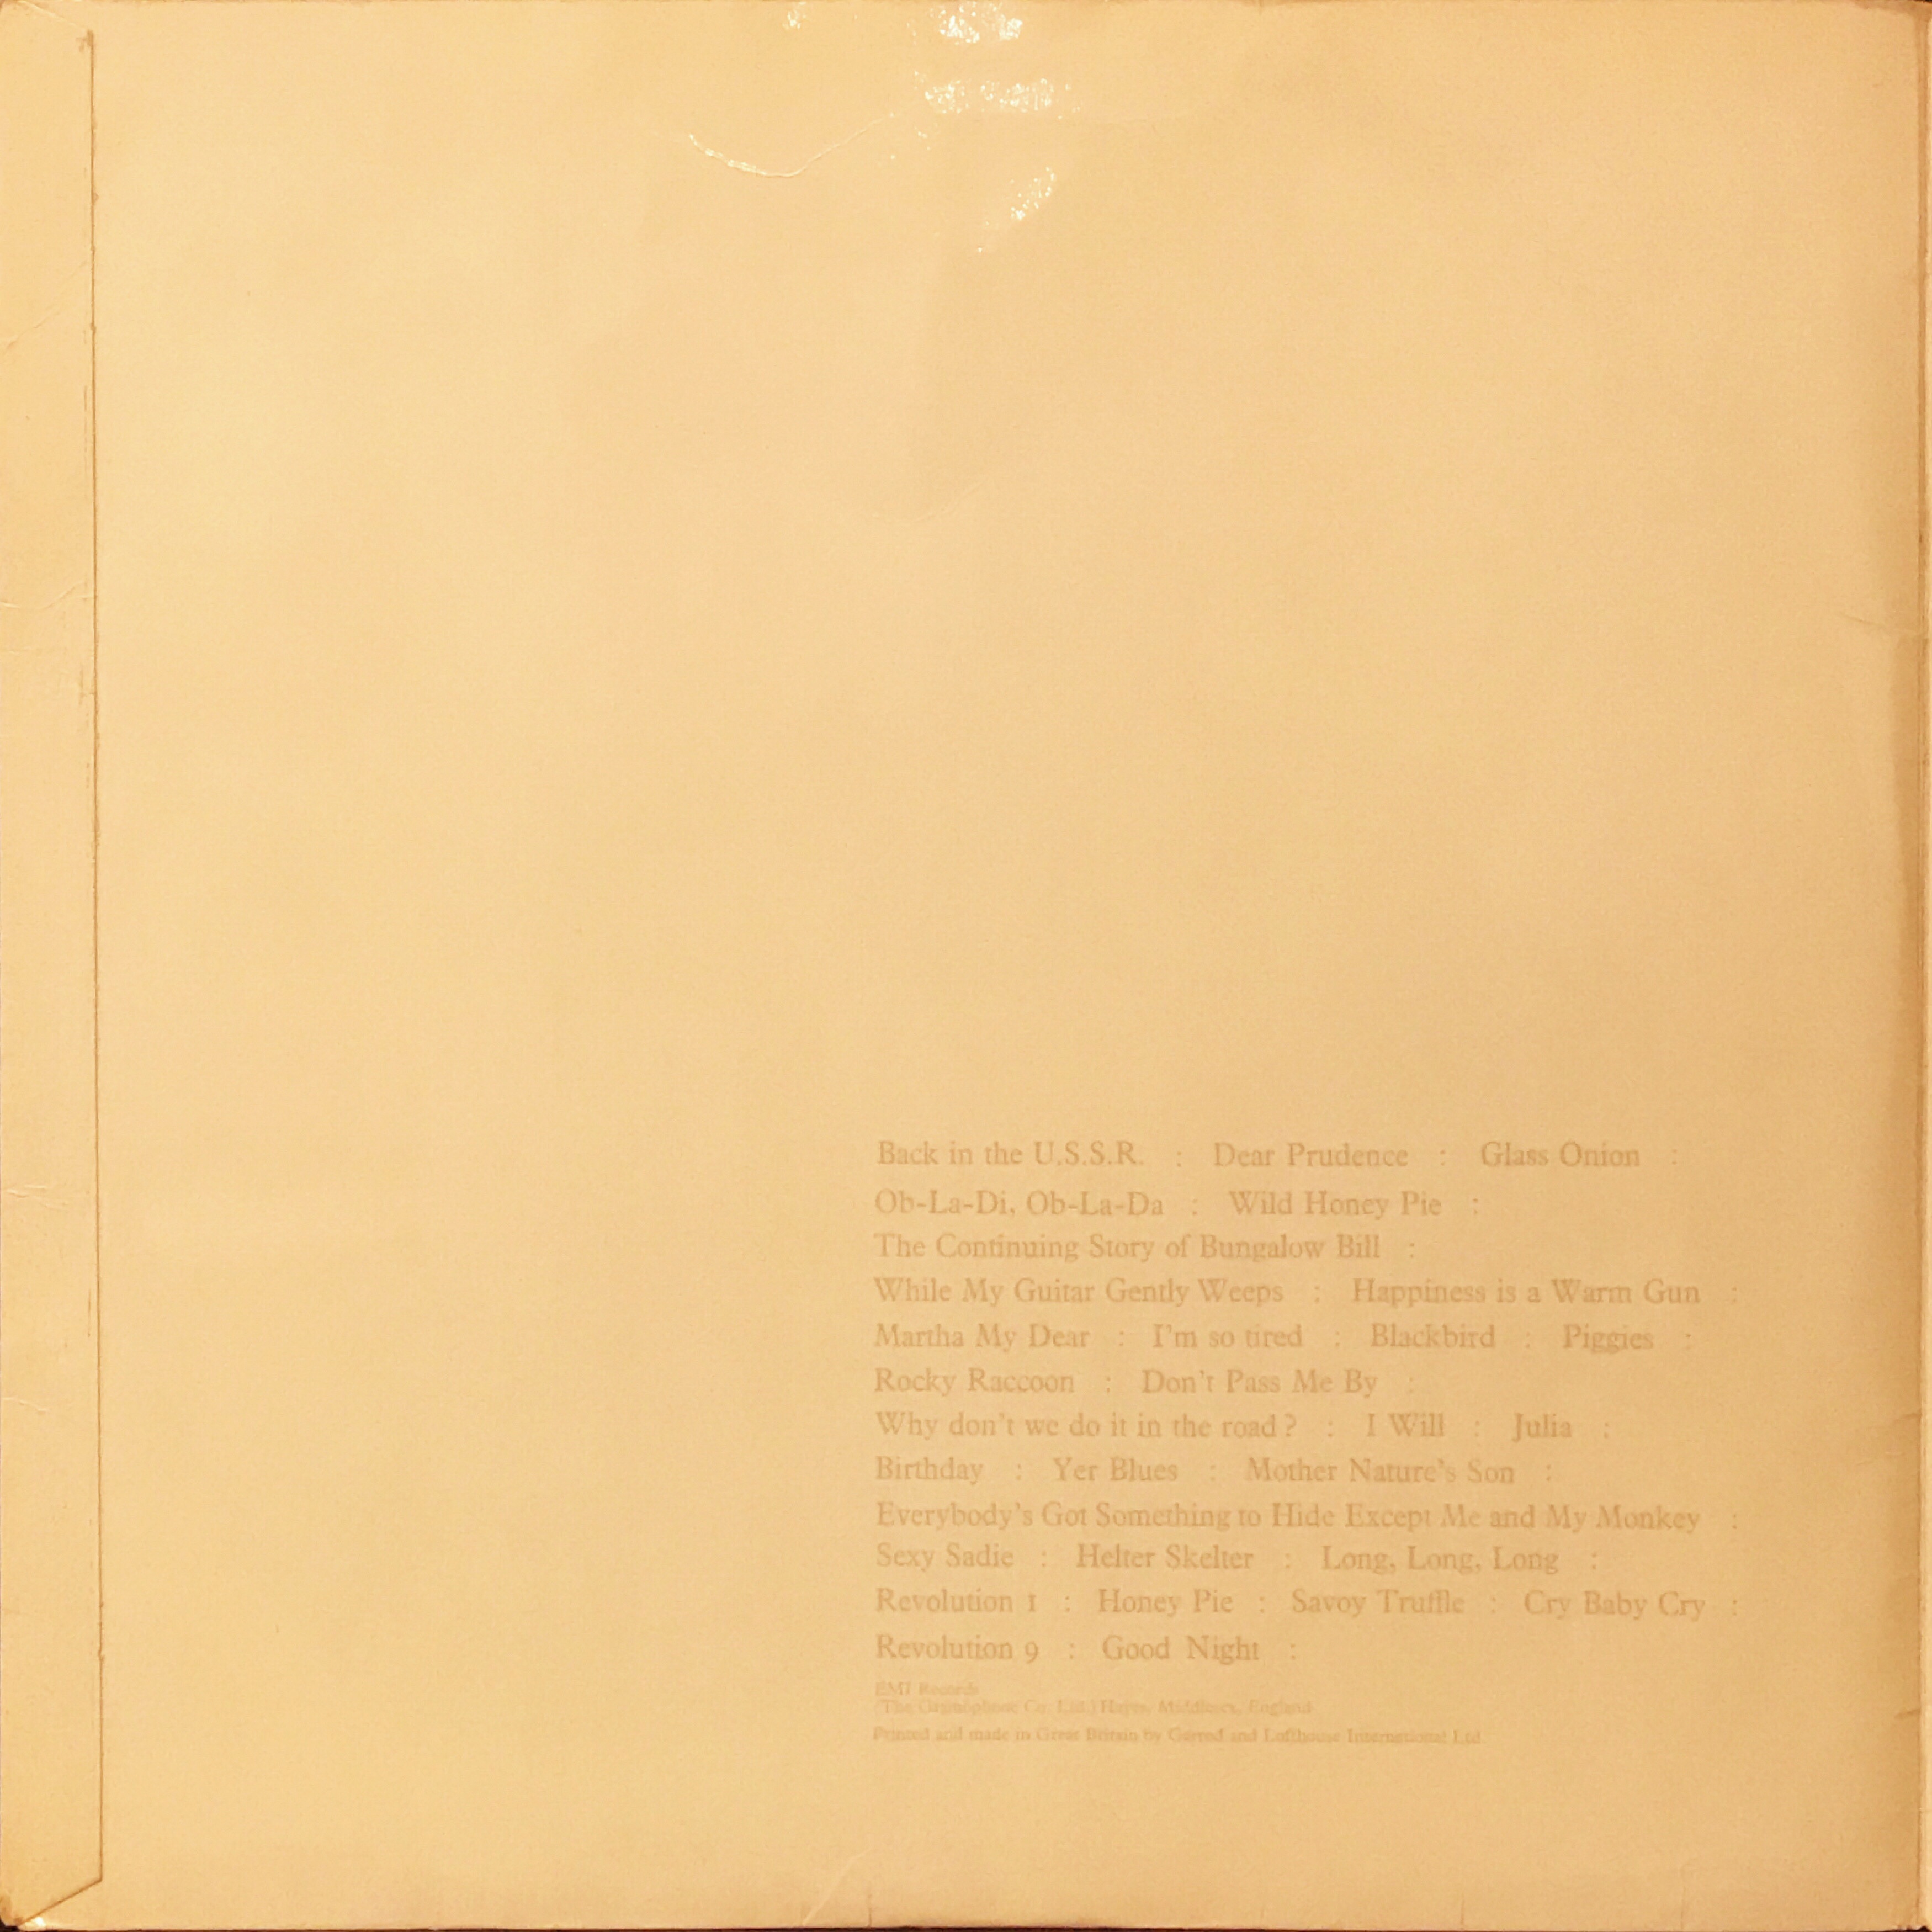 Back in the U.S.S.R. : Dear Prudence : Glass Onion :
Ob-La-Di, Ob-La-Da : Wild Honey Pie :
The Continuing Story of Bungalow Bill :
While My Guitar Gently Weeps : Happiness is a Warm Gun :
Martha My Dear : I'm so tired : Blackbird : Piggies :
Rocky Raccoon : Don't Pass Me By :
Why don't we do it in the road? : I Will : Julia :
Birthday : Yer Blues : Mother Nature's Son :
Everybody's Got Something to Hide Except Me and My Monkey :
Sexy Sadie : Helter Skelter : Long, Long, Long :
Revolution 1 : Honey Pie : Savoy Truffle : Cry Baby Cry :
Revolution 9 : Good Night :
EMI Records
(The Gramophone Co. Ltd.) Hayes, Middlesex, England
Printed and made in Great Britain by Garrod and Lofthouse International Ltd.